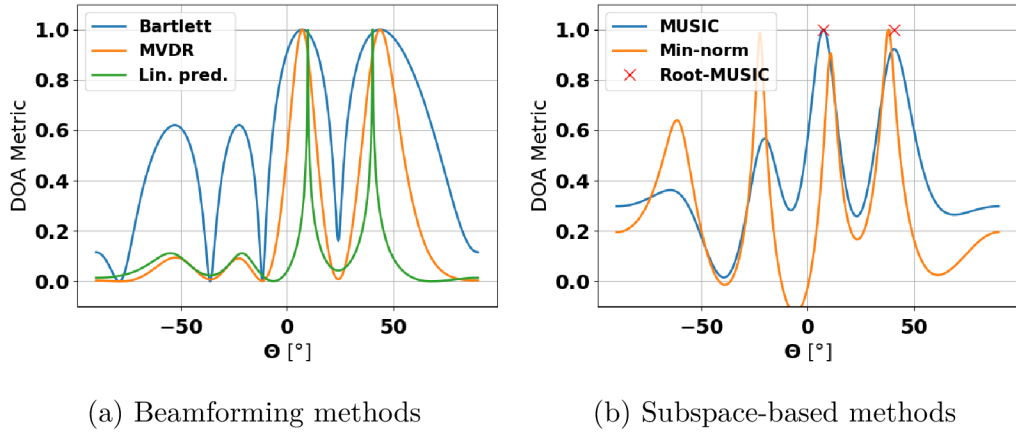 1.0
0.8
0.6
0.4
0.2
0.0
DOA Metric
Bartlett
MVDR
Lin. pred.
−50
0
50
Θ [°]
(a) Beamforming methods
1.0
0.8
0.6
0.4
0.2
0.0
DOA Metric
MUSIC
Min-norm
Root-MUSIC
−50
0
50
Θ [°]
(b) Subspace-based methods